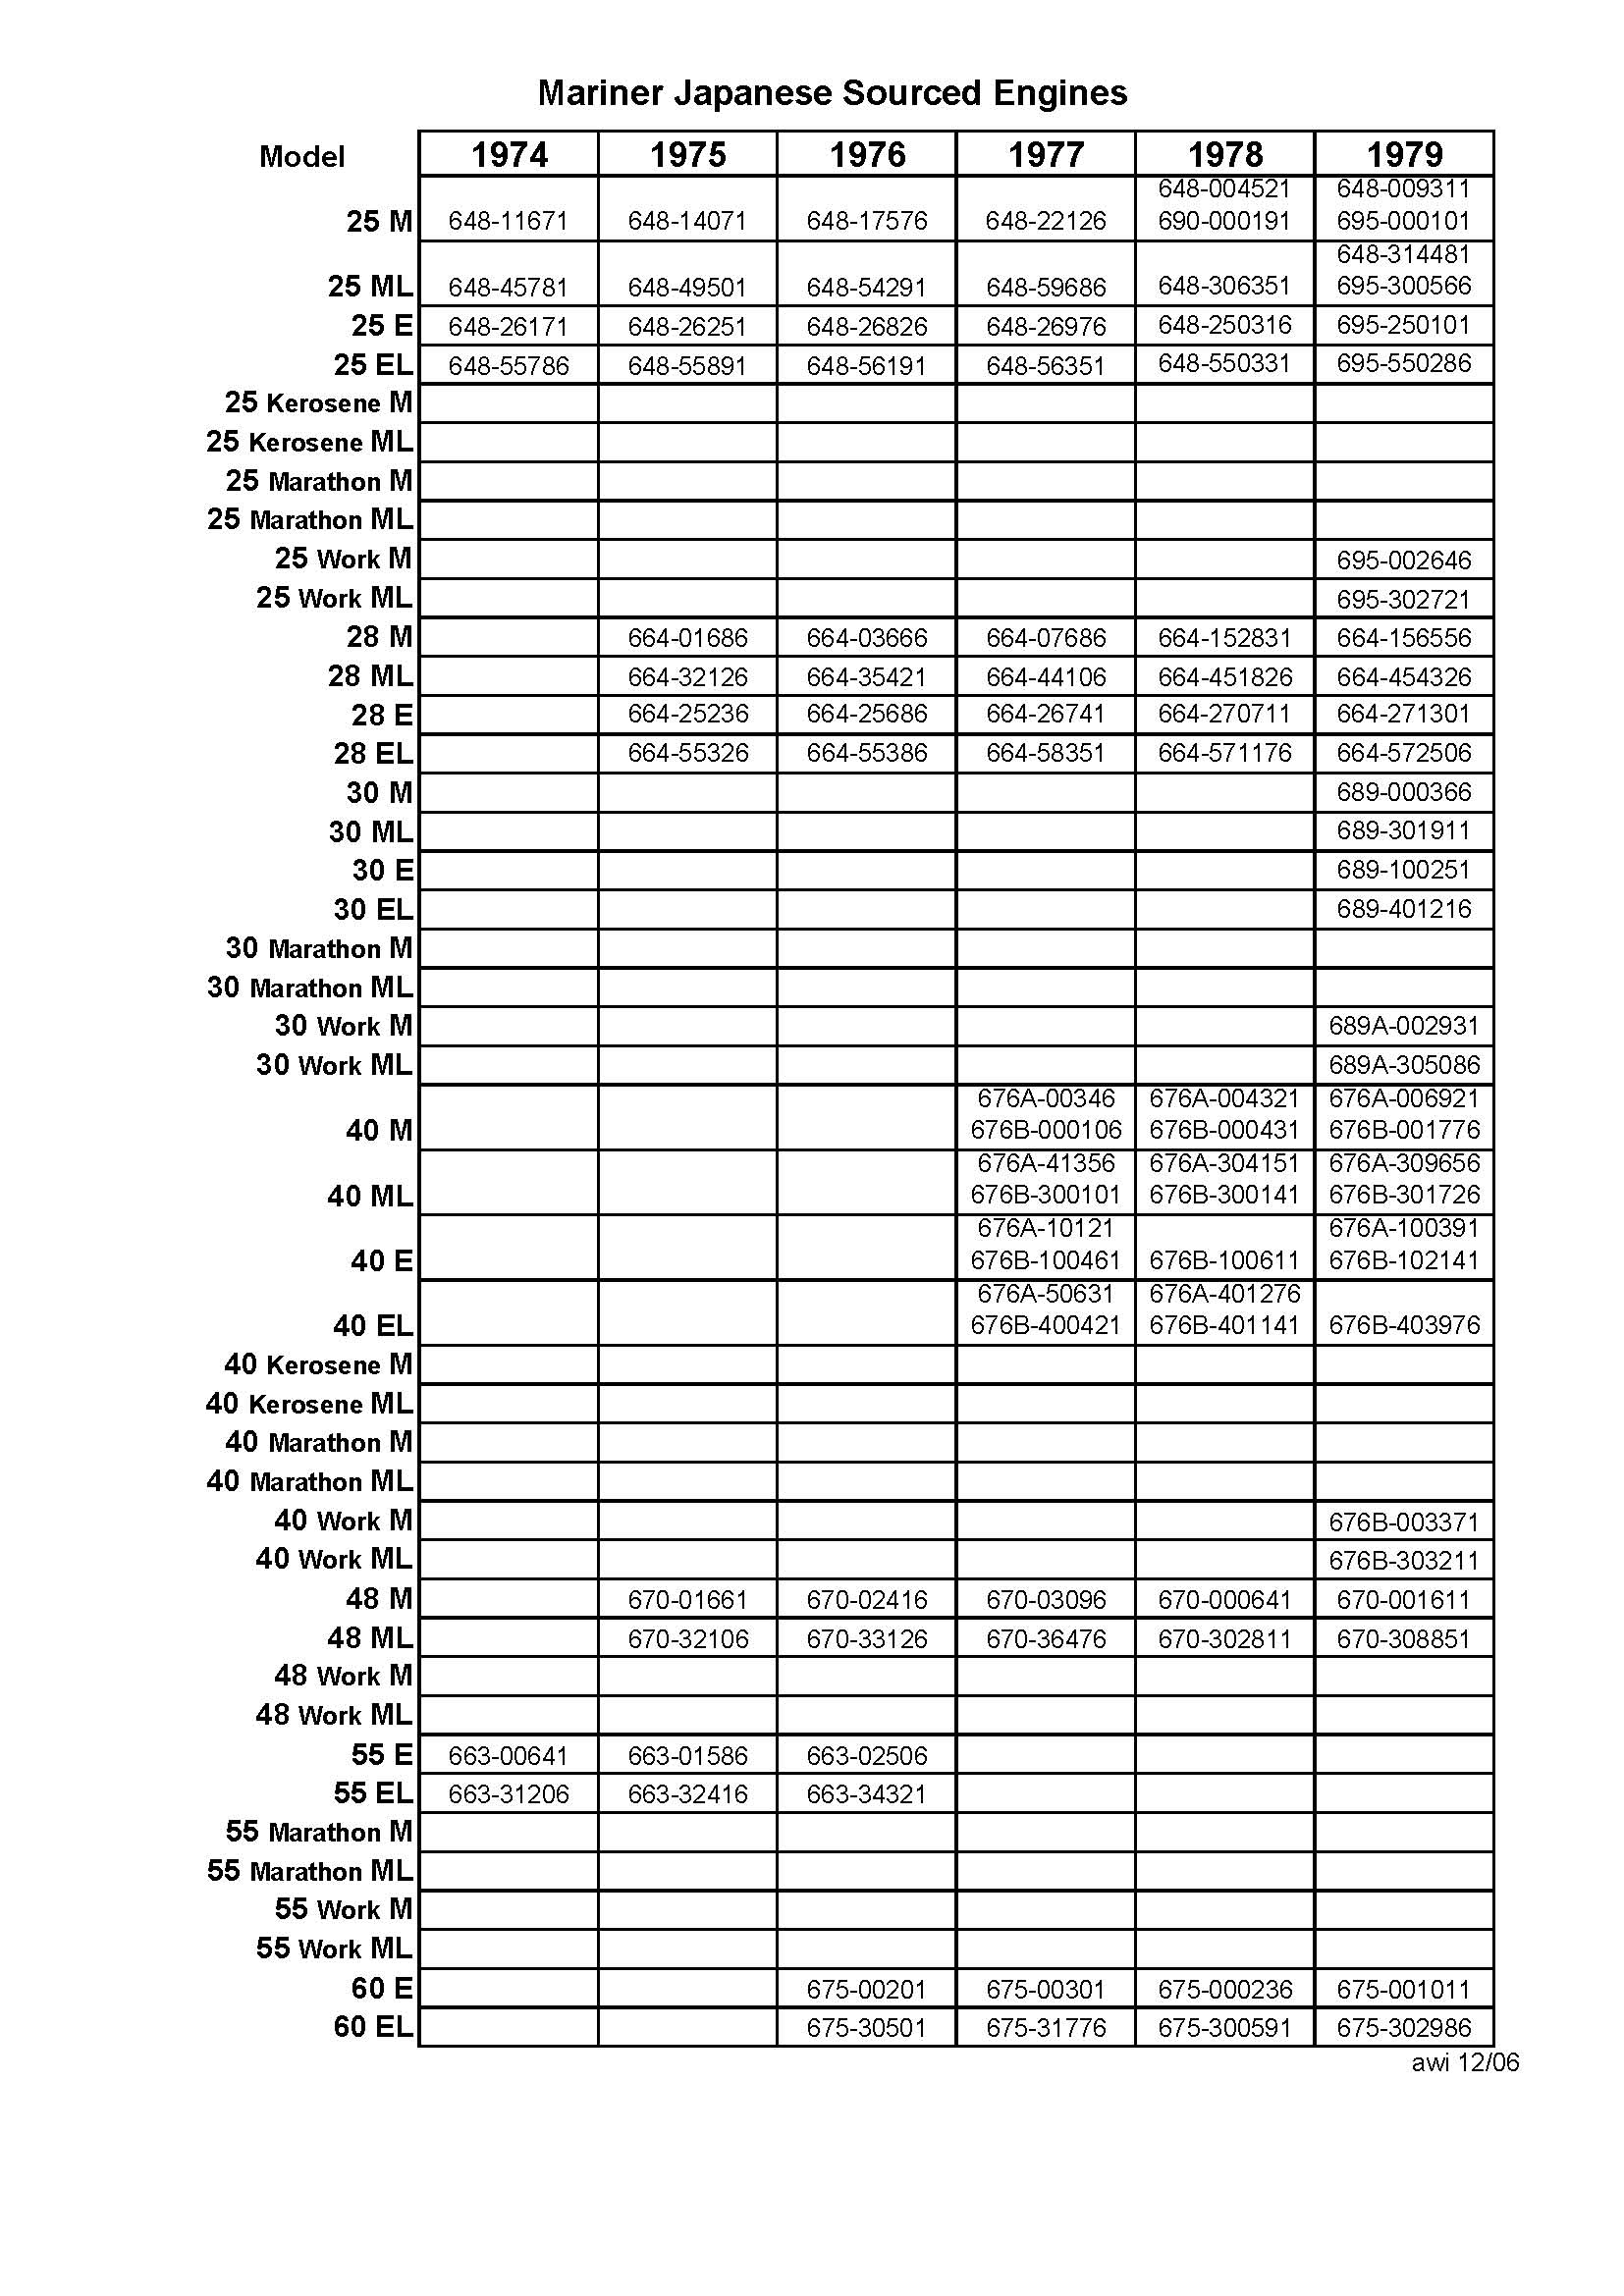 Mariner Japanese Sourced Engines
Model 1974 1975 1976 1977 1978 1979
648-004521 648-009311
25 M 648-11671 648-14071 648-17576 648-22126 690-000191 695-000101
648-314481
25 ML 648-45781 648-49501 648-54291 648-59686 648-306351 695-300566
25 E 648-26171 648-26251 648-26826 648-26976 648-250316 695-250101
25 EL 648-55786 648-55891 648-56191 648-56351 648-550331 695-550286
25 Kerosene M
25 Kerosene ML
25 Marathon M
25 Marathon ML
25 Work M 695-002646
25 Work ML 695-302721
28 M 664-01686 664-03666 664-07686 664-152831 664-156556
28 ML 664-32126 664-35421 664-44106 664-451826 664-454326
28 E 664-25236 664-25686 664-26741 664-270711 664-271301
28 EL 664-55326 664-55386 664-58351 664-571176 664-572506
30 M 689-000366
30 ML 689-301911
30 E 689-100251
30 EL 689-401216
30 Marathon M
30 Marathon ML
30 Work M 689A-002931
30 Work ML 689A-305086
676A-00346 676A-004321 676A-006921
40 M 676B-000106 676B-000431 676B-001776
676A-41356 676A-304151 676A-309656
40 ML 676B-300101 676B-300141 676B-301726
676A-10121 676A-100391
40 E 676B-100461 676B-100611 676B-102141
676A-50631 676A-401276
40 EL 676B-400421 676B-401141 676B-403976
40 Kerosene M
40 Kerosene ML
40 Marathon M
40 Marathon ML
40 Work M 676B-003371
40 Work ML 676B-303211
48 M 670-01661 670-02416 670-03096 670-000641 670-001611
48 ML 670-32106 670-33126 670-36476 670-302811 670-308851
48 Work M
48 Work ML
55 E 663-00641 663-01586 663-02506
55 EL 663-31206 663-32416 663-34321
55 Marathon M
55 Marathon ML
55 Work M
55 Work ML
60 E 675-00201 675-00301 675-000236 675-001011
60 EL 675-30501 675-31776 675-300591 675-302986
awi 12/06